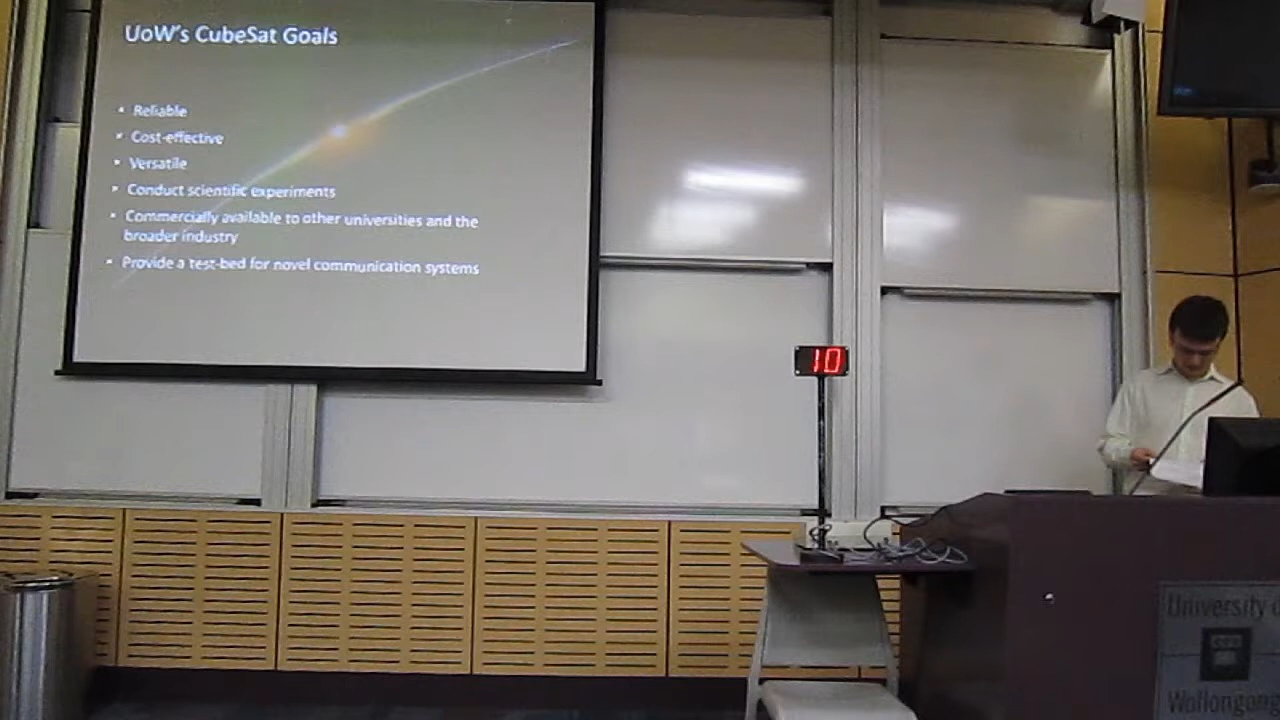 UoW's CubeSat Goals
• Reliable
• Cost-effective
• Versatile
• Conduct scientific experiments
• Commercially available to other universities and the
broader industry
• Provide a test-bed for novel communication systems
10
University
Wollongong